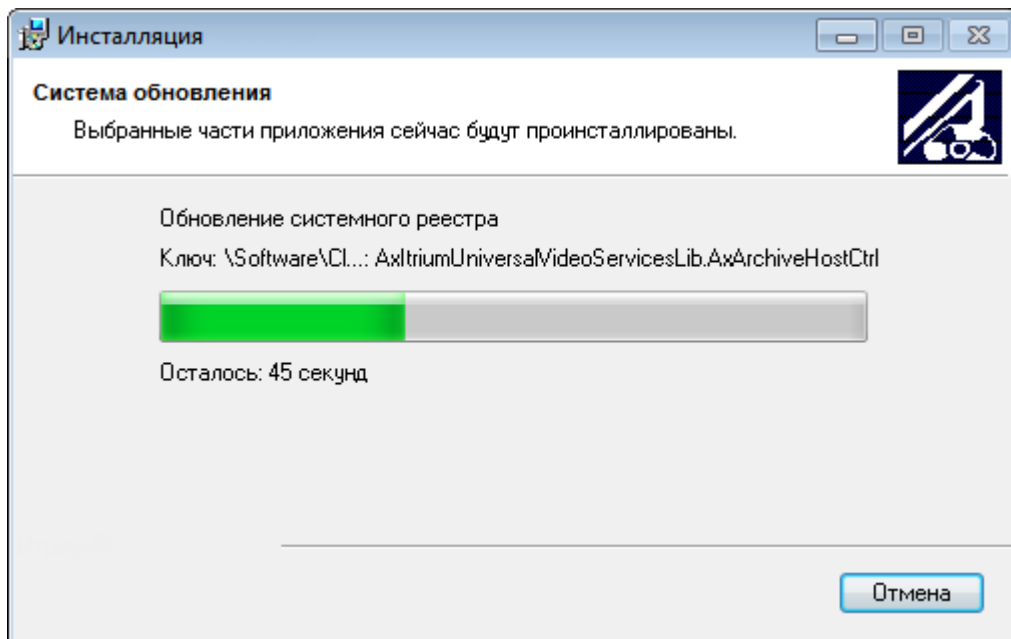 Инсталляция
Система обновления
Выбранные части приложения сейчас будут проинсталлированы.
Обновление системного реестра
Ключ: \Software\Cl...: AxItriumUniversalVideoServicesLib.AxArchiveHostCtrl
Осталось: 45 секунд
Отмена